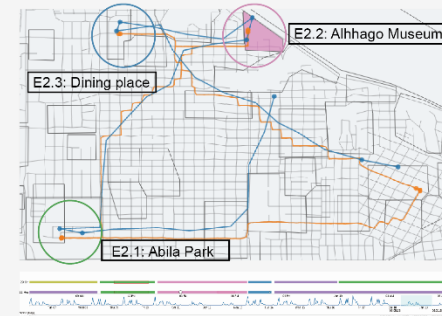 E2.2: Alhhago Museum
E2.3: Dining place
E2.1: Abila Park